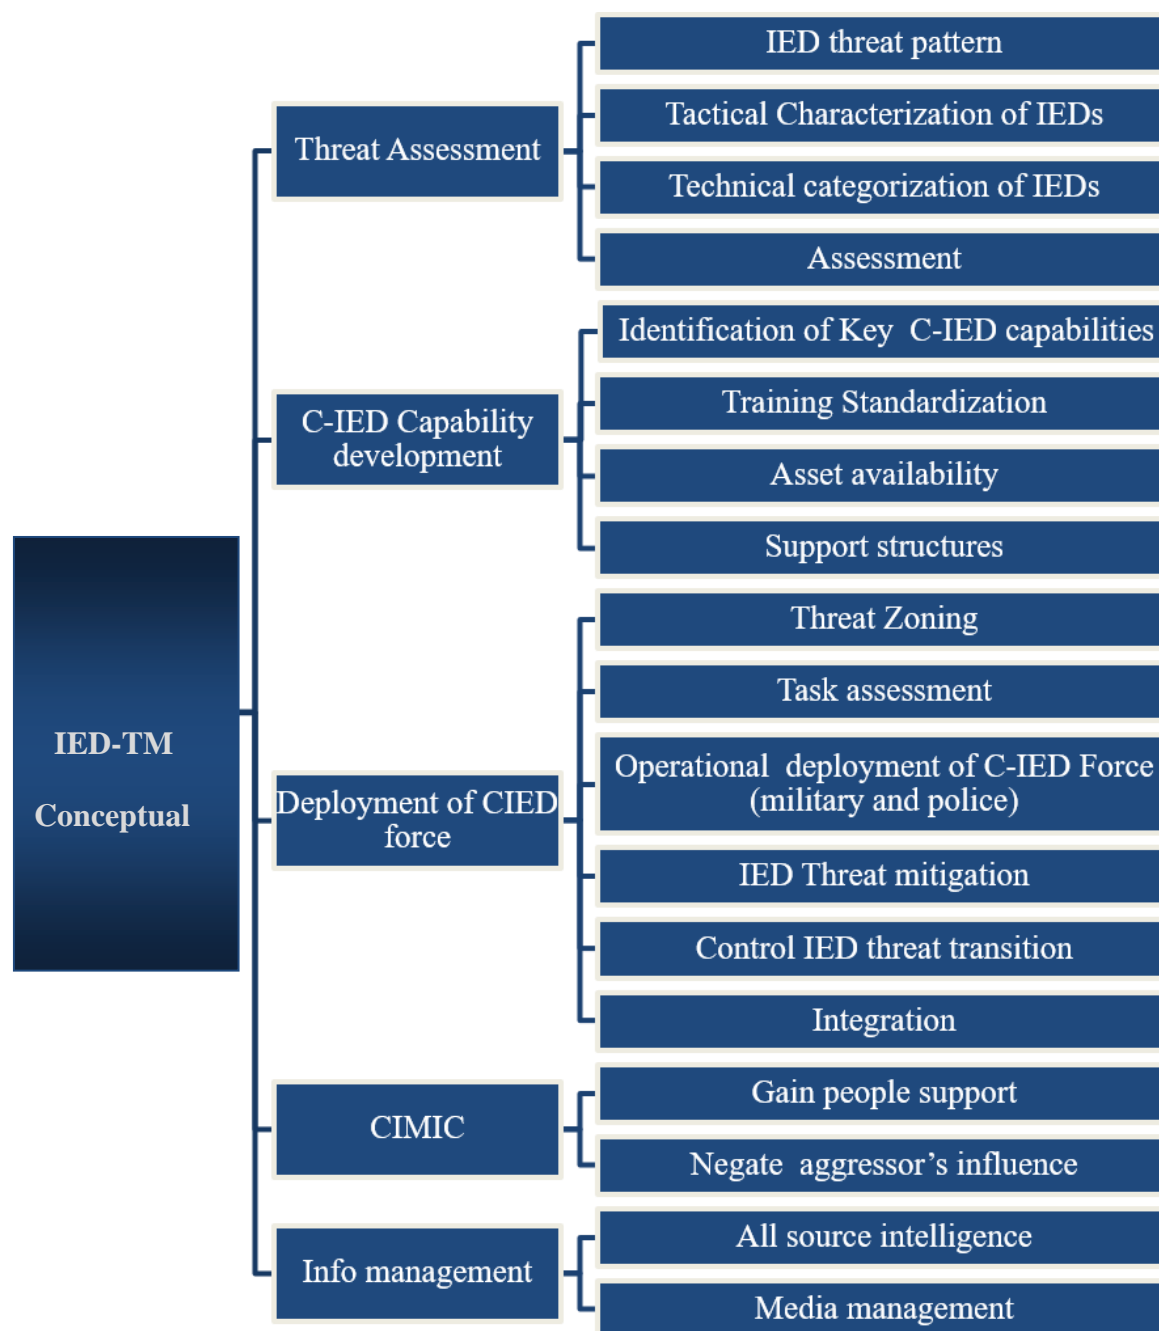 IED threat pattern
Tactical Characterization of IEDs
Threat Assessment
Technical categorization of IEDs
Assessment
Identification of Key  C-IED capabilities
Training Standardization
C-IED Capability
development
Asset availability
Support structures
IED-TM
Conceptual
Threat Zoning
Task assessment
Deployment of CIED
force
Operational  deployment of C-IED Force
(military and police)
IED Threat mitigation
Control IED threat transition
Integration
CIMIC
Gain people support
Negate  aggressor’s influence
Info management
All source intelligence
Media management